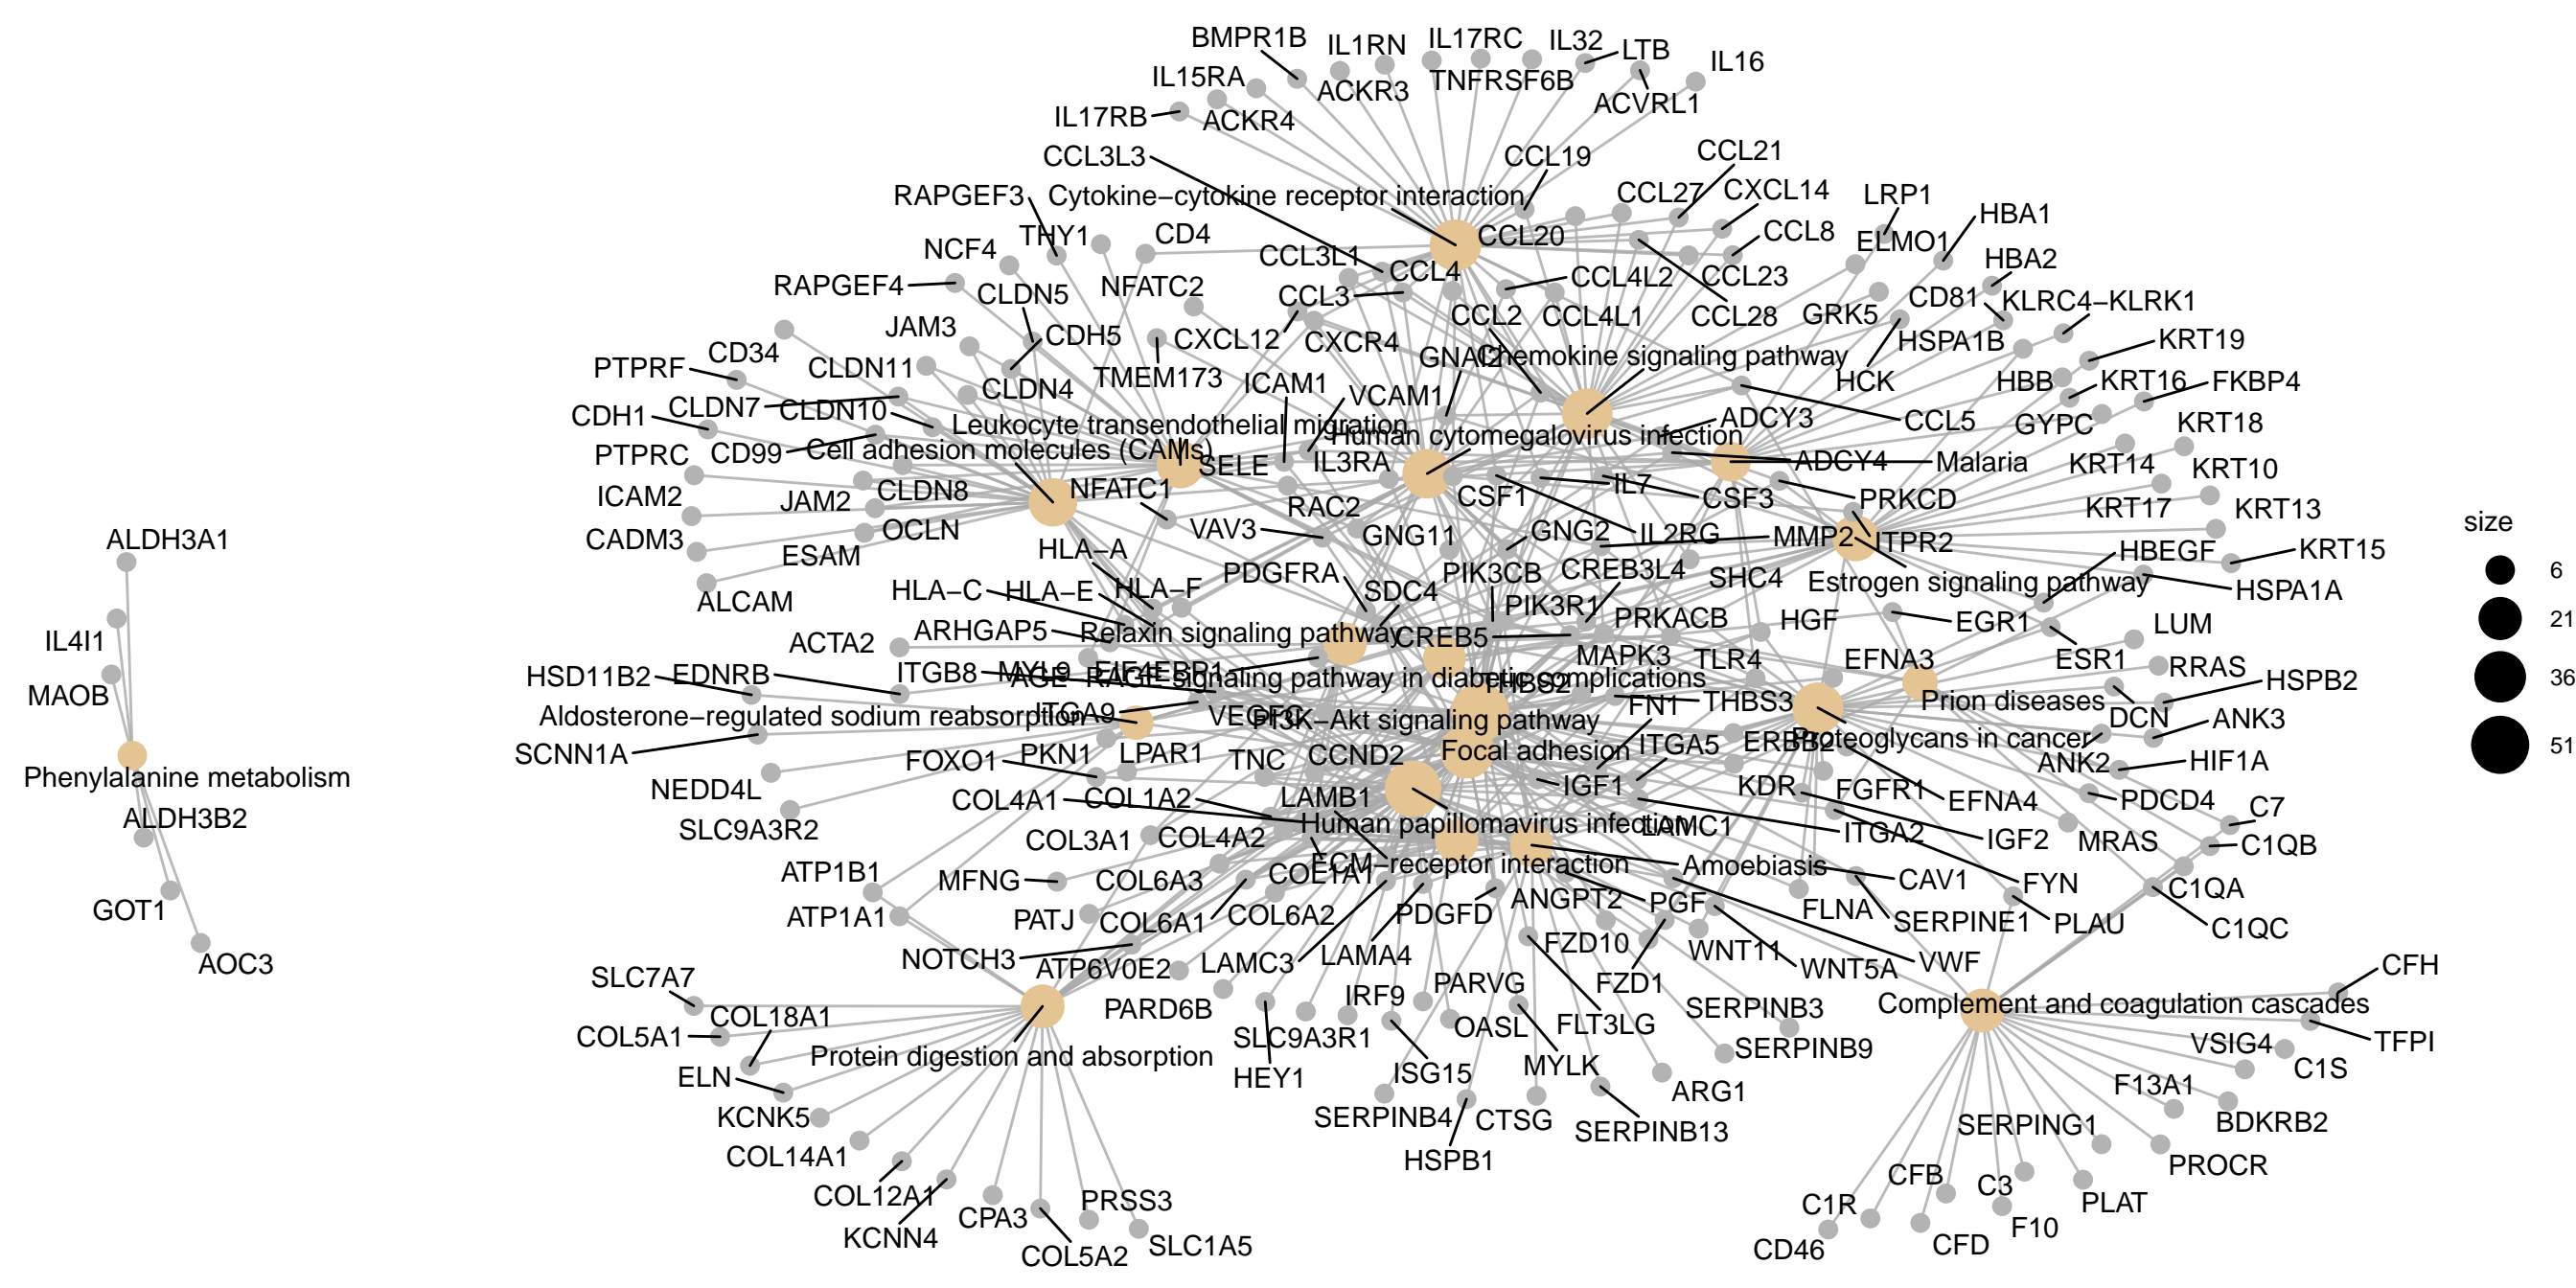 BMPR1B
IL1RN
IL17RC
IL32
LTB
IL16
IL15RA
ACKR3
TNFRSF6B
ACVRL1
IL17RB
ACKR4
CCL3L3
CCL19
CCL21
RAPGEF3
Cytokine−cytokine receptor interaction
CCL27
CXCL14
LRP1
HBA1
NCF4
THY1
CD4
CCL20
CCL8
ELMO1
CCL3L1
CCL4
HBA2
RAPGEF4
CLDN5
NFATC2
CCL3
CCL4L2
CCL23
CD81
KLRC4−KLRK1
JAM3
CDH5
CXCL12
CXCR4
CCL2
CCL4L1
CCL28
GRK5
HSPA1B
KRT19
PTPRF
CD34
CLDN11
CLDN4
TMEM173
ICAM1
VCAM1
GNAI2
Chemokine signaling pathway
HCK
HBB
KRT16
FKBP4
CDH1
CLDN7
CLDN10
Leukocyte transendothelial migration
ADCY3
CCL5
GYPC
KRT18
PTPRC
CD99
Cell adhesion molecules (CAMs)
SELE
IL3RA
Human cytomegalovirus infection
ADCY4
Malaria
KRT14
KRT10
ICAM2
JAM2
CLDN8
NFATC1
RAC2
CSF1
IL7
CSF3
PRKCD
KRT17
KRT13
CADM3
ESAM
OCLN
HLA−A
VAV3
GNG11
GNG2
IL2RG
MMP2
ITPR2
HBEGF
KRT15
ALDH3A1
ALCAM
HLA−C
HLA−E
HLA−F
PDGFRA
SDC4
PIK3CB
CREB3L4
SHC4
Estrogen signaling pathway
HSPA1A
IL4I1
ACTA2
ARHGAP5
Relaxin signaling pathway
CREB5
PIK3R1
PRKACB
HGF
EGR1
LUM
MAOB
HSD11B2
EDNRB
ITGB8
MYL9
EIF4EBP1
AGE−RAGE signaling pathway in diabetic complications
THBS2
MAPK3
TLR4
EFNA3
ESR1
RRAS
Aldosterone−regulated sodium reabsorption
ITGA9
VEGFC
PI3K−Akt signaling pathway
FN1
THBS3
Prion diseases
DCN
HSPB2
ANK3
SCNN1A
FOXO1
PKN1
LPAR1
TNC
CCND2
Focal adhesion
ITGA5
ERBB2
Proteoglycans in cancer
ANK2
HIF1A
Phenylalanine metabolism
NEDD4L
COL4A1
COL1A2
LAMB1
IGF1
KDR
FGFR1
EFNA4
PDCD4
C7
ALDH3B2
SLC9A3R2
COL3A1
COL4A2
Human papillomavirus infection
LAMC1
ITGA2
IGF2
MRAS
C1QB
ATP1B1
MFNG
COL6A3
COL1A1
ECM−receptor interaction
Amoebiasis
CAV1
FYN
C1QA
GOT1
ATP1A1
PATJ
COL6A1
COL6A2
PDGFD
ANGPT2
PGF
FLNA
SERPINE1
PLAU
C1QC
AOC3
SLC7A7
NOTCH3
ATP6V0E2
LAMC3
LAMA4
FZD10
WNT11
WNT5A
VWF
CFH
COL5A1
COL18A1
PARD6B
IRF9
PARVG
FZD1
SERPINB3
Complement and coagulation cascades
Protein digestion and absorption
SLC9A3R1
OASL
FLT3LG
SERPINB9
VSIG4
TFPI
ELN
HEY1
ISG15
MYLK
ARG1
F13A1
C1S
KCNK5
SERPINB4
CTSG
SERPINB13
SERPING1
BDKRB2
COL14A1
HSPB1
PROCR
COL12A1
CPA3
PRSS3
C1R
CFB
C3
PLAT
KCNN4
COL5A2
SLC1A5
CD46
CFD
F10
size
6
21
36
51